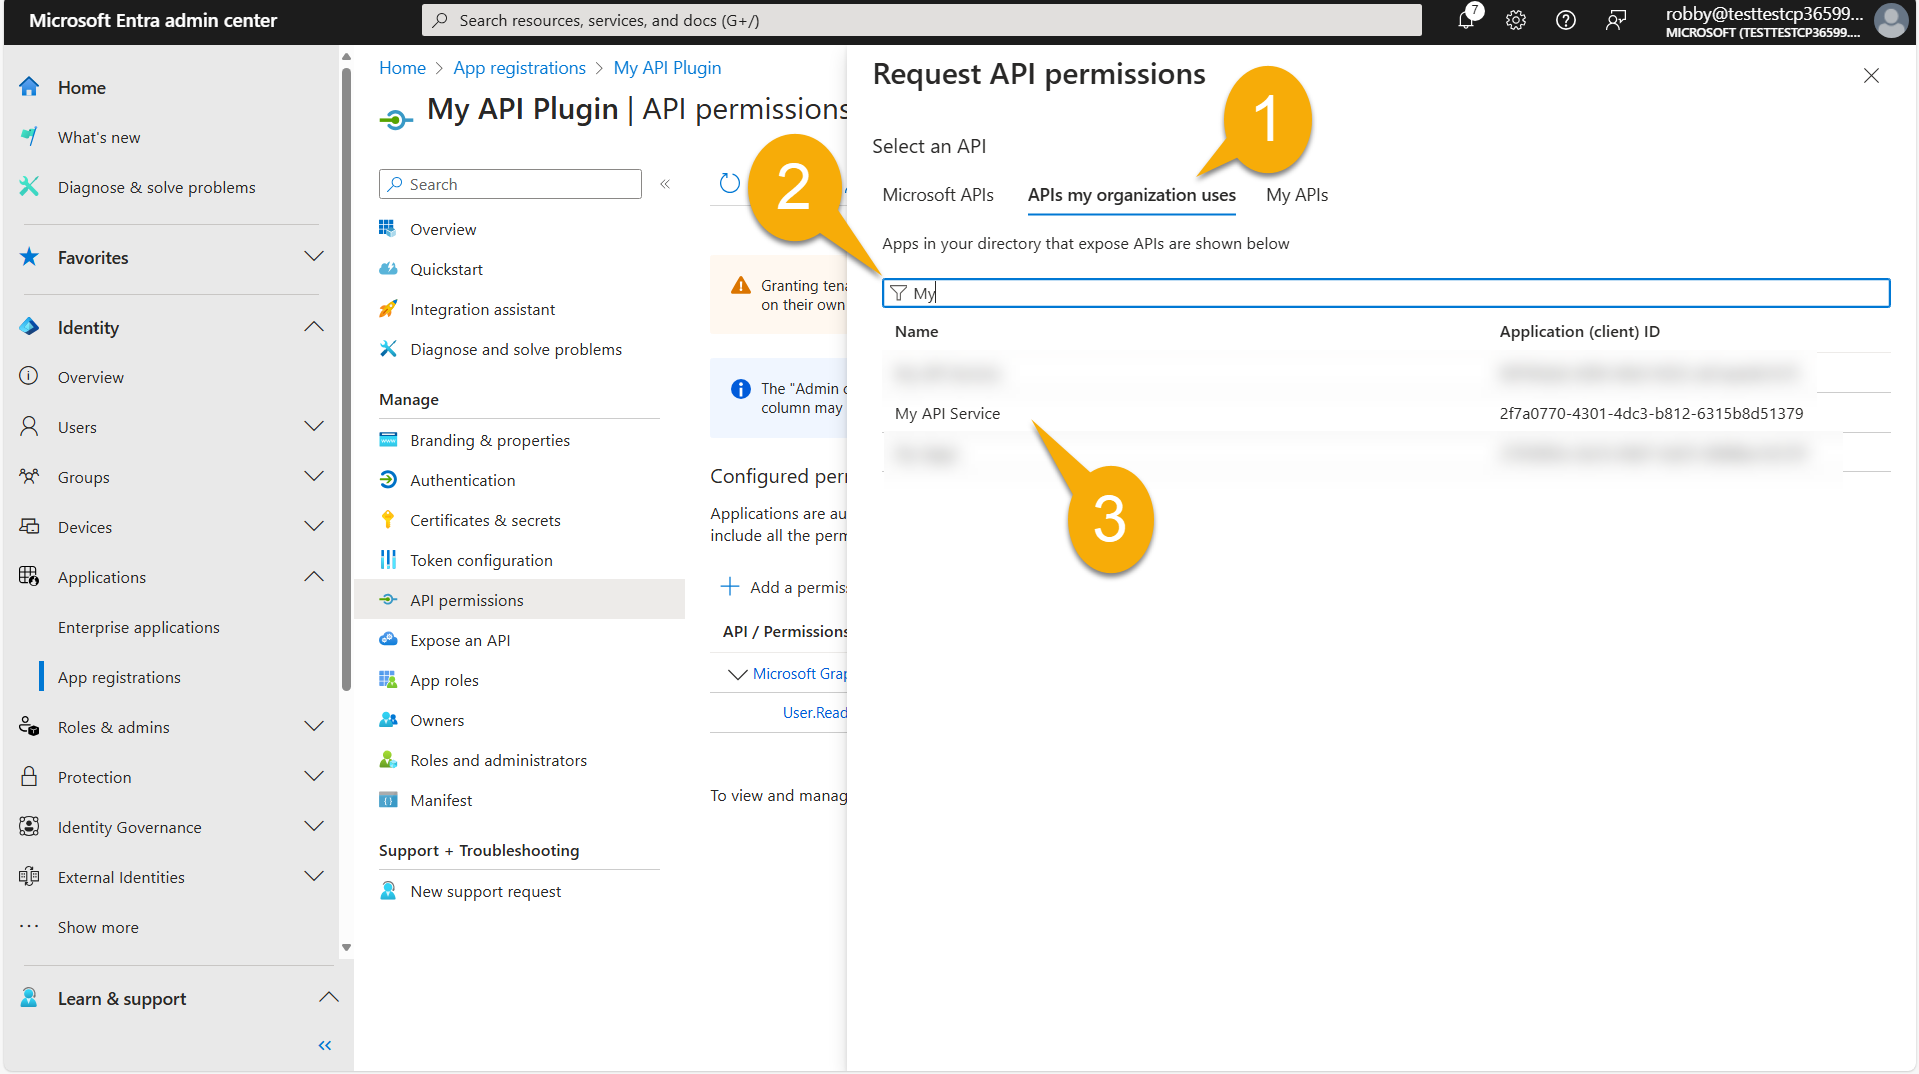 Microsoft Entra admin center
Search resources, services, and docs (G+/)
7
robby@testtestcp36599...
MICROSOFT (TESTTESTCP36599....
Home
What's new
Diagnose & solve problems
Favorites
Identity
Overview
Users
Groups
Devices
Applications
Enterprise applications
App registrations
Roles & admins
Protection
Identity Governance
External Identities
Show more
Learn & support
Home > App registrations > My API Plugin
My API Plugin | API permissions
Search
Overview
Quickstart
Integration assistant
Diagnose and solve problems
Manage
Branding & properties
Authentication
Certificates & secrets
Token configuration
API permissions
Expose an API
App roles
Owners
Roles and administrators
Manifest
Support + Troubleshooting
New support request
Granting tena
on their own
The "Admin c
column may
Configured perr
Applications are au
include all the perm
Add a permis
API / Permissions
Microsoft Grap
User.Read
To view and manag
Request API permissions
Select an API
Microsoft APIs
APIs my organization uses
My APIs
Apps in your directory that expose APIs are shown below
My
Name
Application (client) ID
My API Service
2f7a0770-4301-4dc3-b812-6315b8d51379
1
2
3